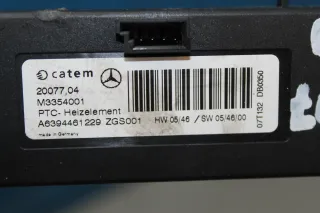 catem
20077,04
M3354001
PTC-Heizelement
A6394461229 ZGS001
HW 05/46 / SW 05/46/00
made in Germany
07T132 DB0350